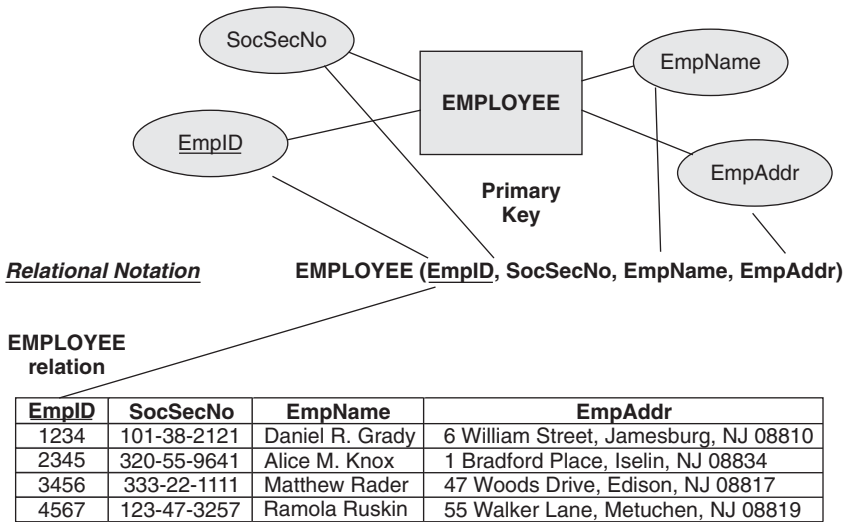 SocSecNo
EMPLOYEE
EmpName
EmpID
EmpAddr
Primary
Key
Relational Notation
EMPLOYEE (EmpID, SocSecNo, EmpName, EmpAddr)
EMPLOYEE
relation
EmpID SocSecNo EmpName EmpAddr
1234 101-38-2121 Daniel R. Grady 6 William Street, Jamesburg, NJ 08810
2345 320-55-9641 Alice M. Knox 1 Bradford Place, Iselin, NJ 08834
3456 333-22-1111 Matthew Rader 47 Woods Drive, Edison, NJ 08817
4567 123-47-3257 Ramola Ruskin 55 Walker Lane, Metuchen, NJ 08819